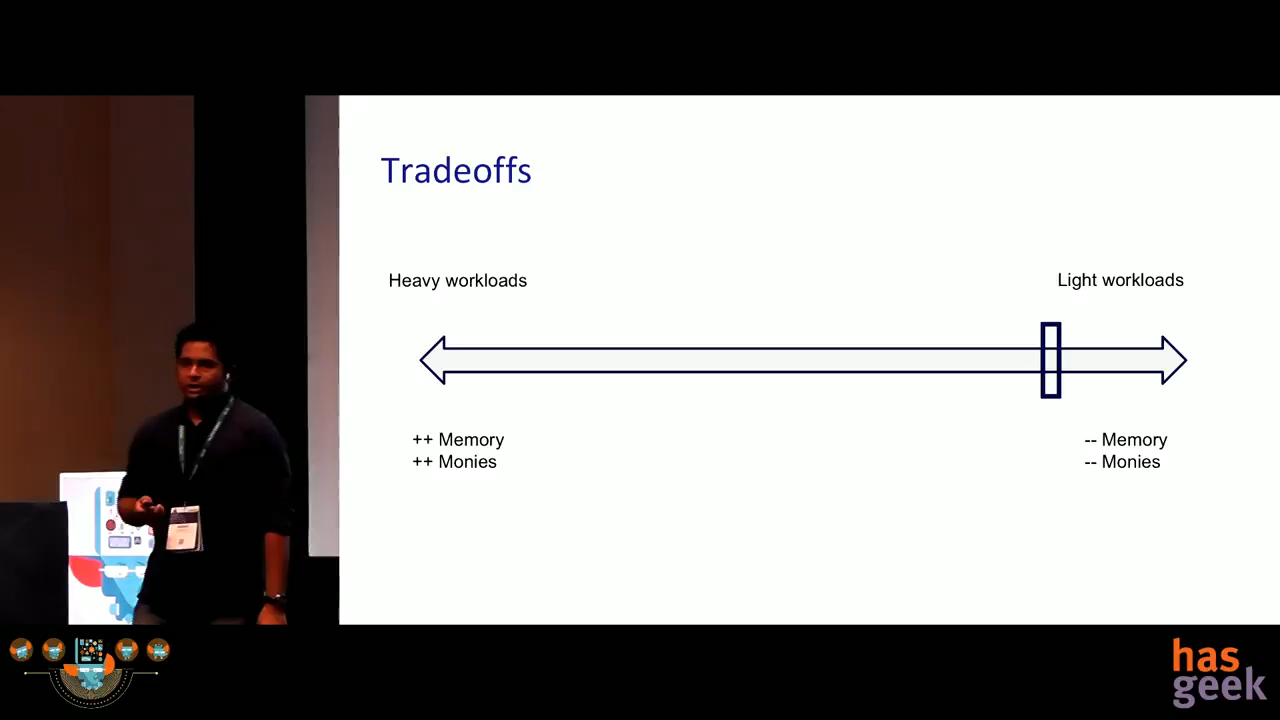 Tradeoffs
Heavy workloads
Light workloads
++ Memory
++ Monies
-- Memory
-- Monies
has
geek